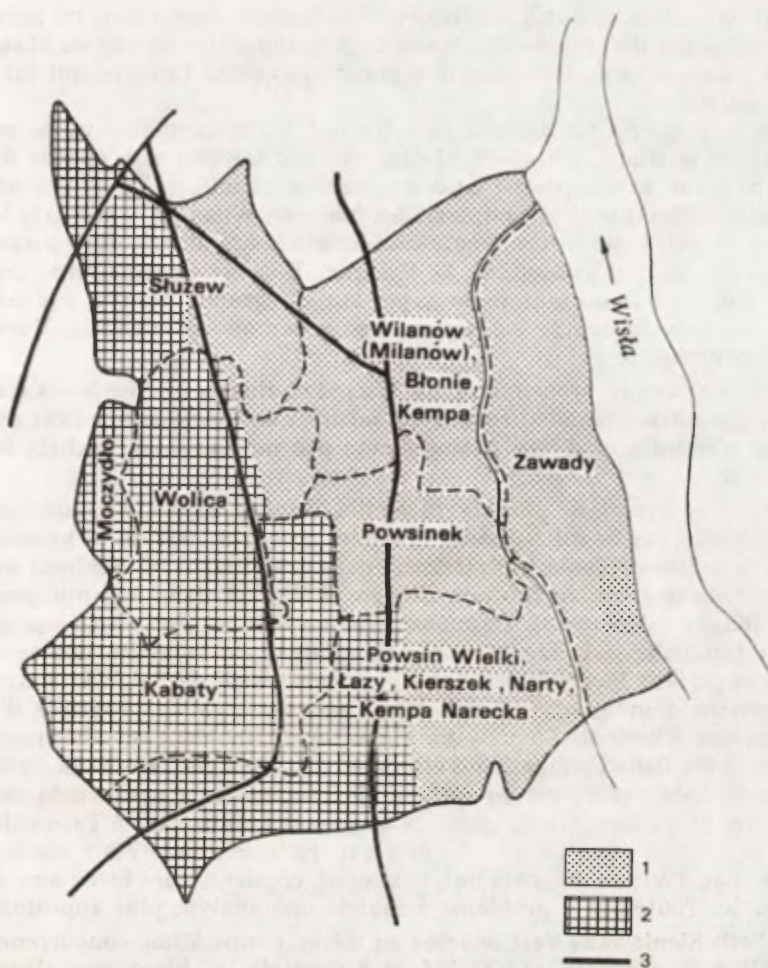 Służew
Wilanów
(Milanów),
Błonie,
Kempa
Wisła
Zawady
Moczydło
Wolica
Powsinek
Powsin Wielki,
Łazy, Kierszek, Narty,
Kempa Narecka
Kabaty
1
2
3